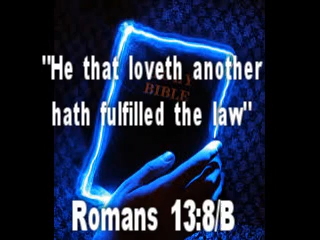 "He that loveth another
BIBLE
hath fulfilled the law"
Romans 13:8/B